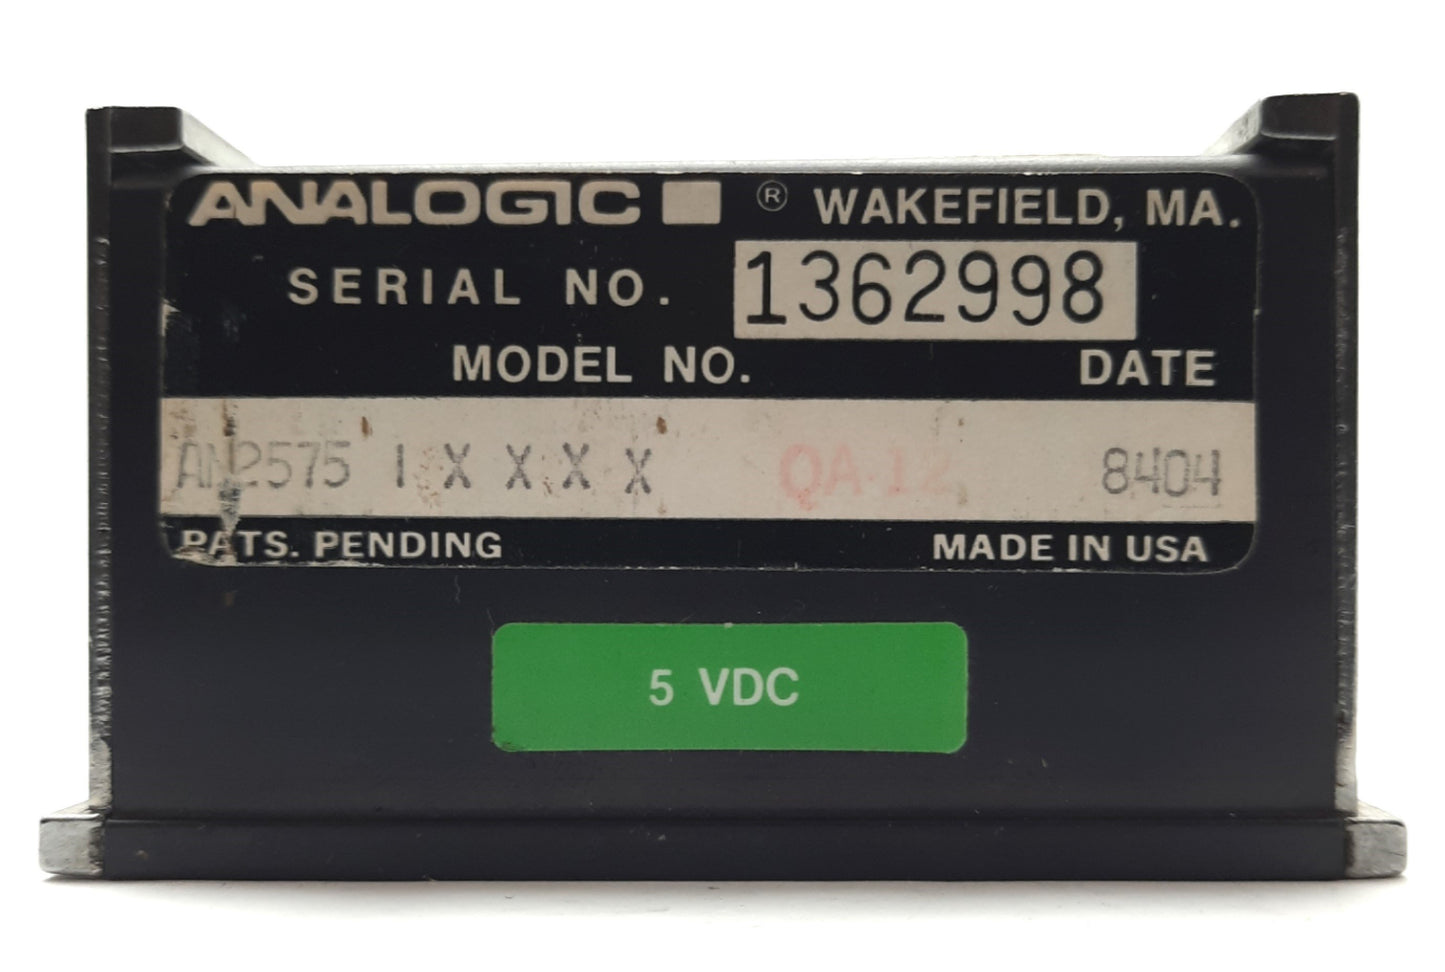 ANALOGIC ® WAKEFIELD, MA.
SERIAL NO. 1362998
MODEL NO. DATE
AN2575 1 X X X X QA-12 8404
PATS. PENDING MADE IN USA
5 VDC